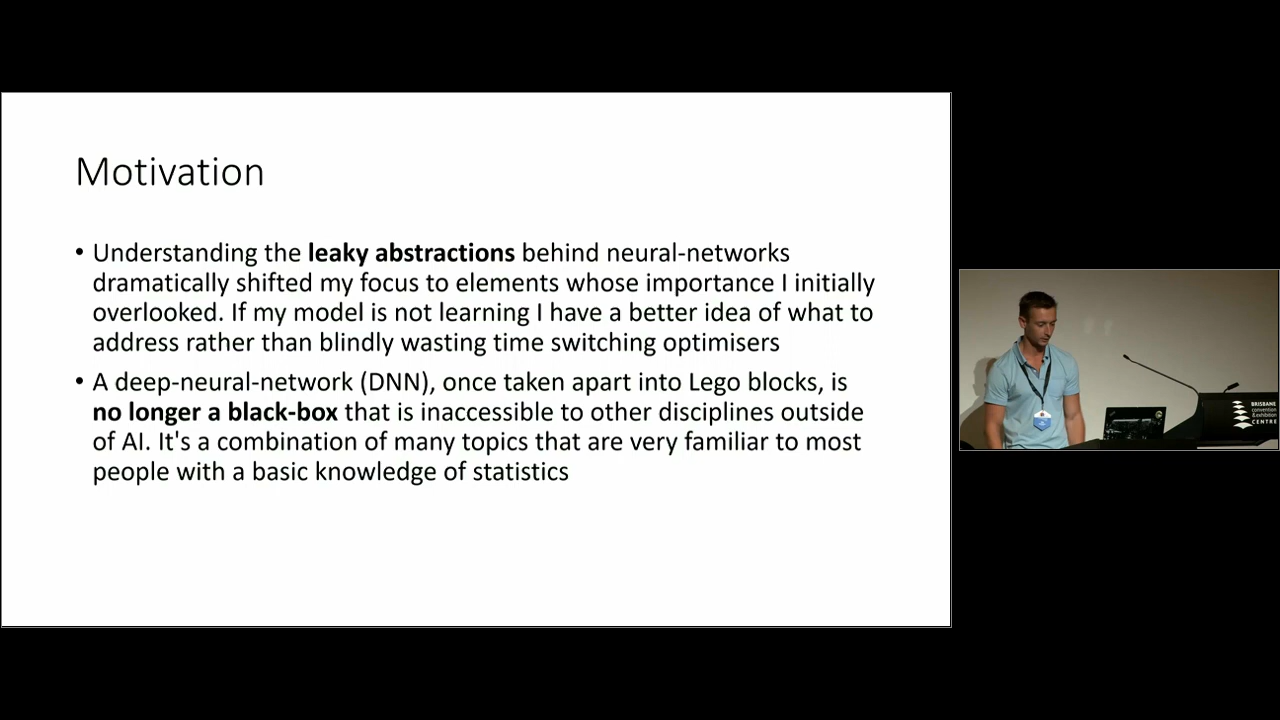 Motivation
• Understanding the leaky abstractions behind neural-networks
dramatically shifted my focus to elements whose importance I initially
overlooked. If my model is not learning I have a better idea of what to
address rather than blindly wasting time switching optimisers
• A deep-neural-network (DNN), once taken apart into Lego blocks, is
no longer a black-box that is inaccessible to other disciplines outside
of AI. It's a combination of many topics that are very familiar to most
people with a basic knowledge of statistics
BRISBANE
convention
& exhibition
CENTRE